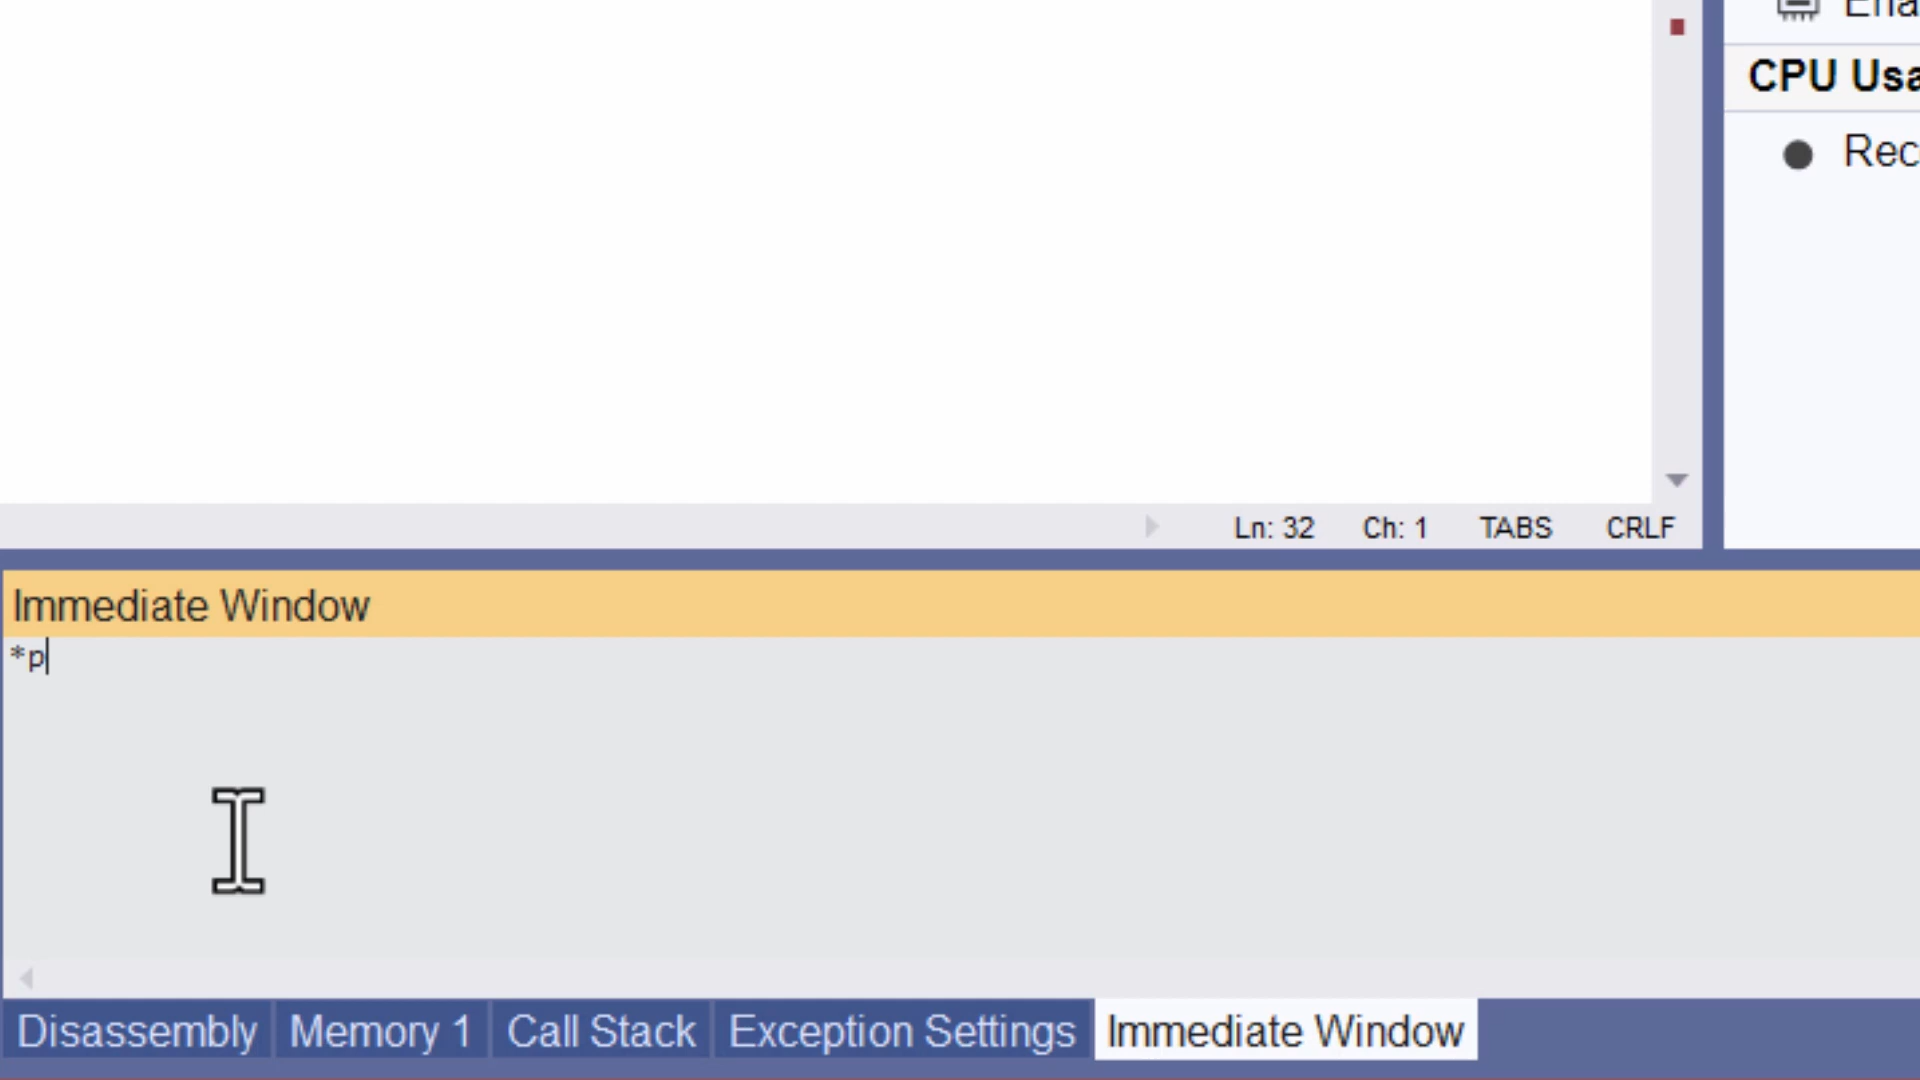 Ena
CPU Usa
Rec
Ln: 32 Ch: 1 TABS CRLF
Immediate Window
*p
Disassembly Memory 1 Call Stack Exception Settings Immediate Window